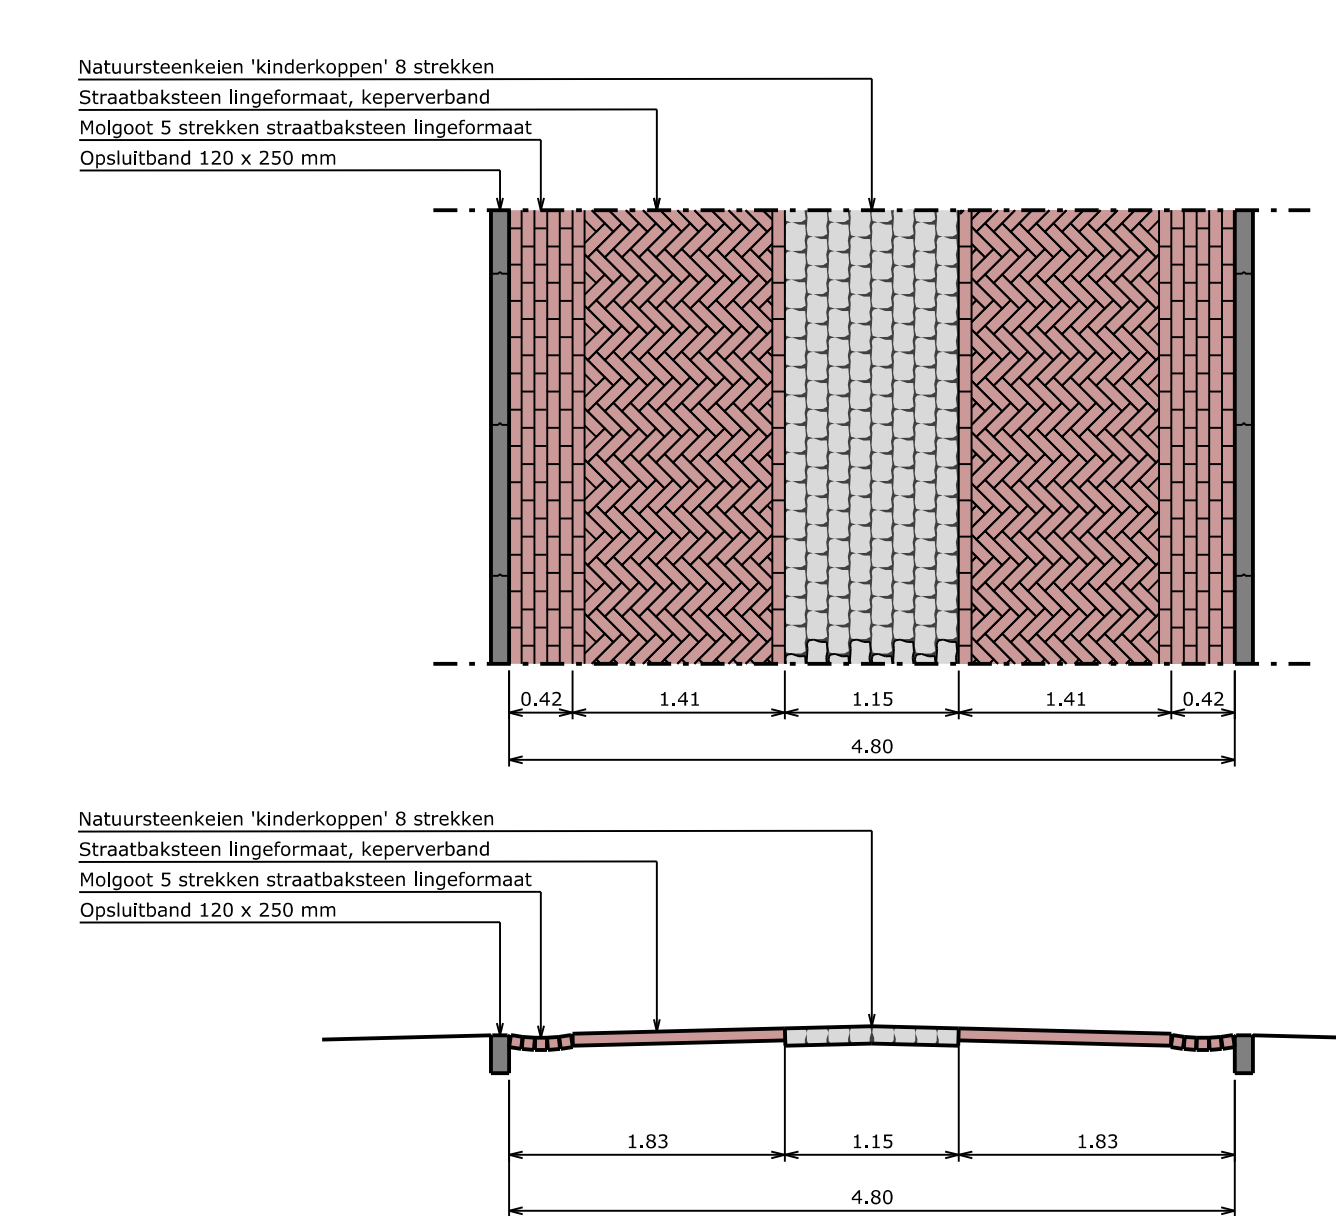 Natuursteenkeien 'kinderkoppen' 8 strekken
Straatbaksteen lingeformaat, keperverband
Molgoot 5 strekken straatbaksteen lingeformaat
Opsluitband 120 x 250 mm
0.42 1.41 1.15 1.41 0.42
4.80
Natuursteenkeien 'kinderkoppen' 8 strekken
Straatbaksteen lingeformaat, keperverband
Molgoot 5 strekken straatbaksteen lingeformaat
Opsluitband 120 x 250 mm
1.83 1.15 1.83
4.80